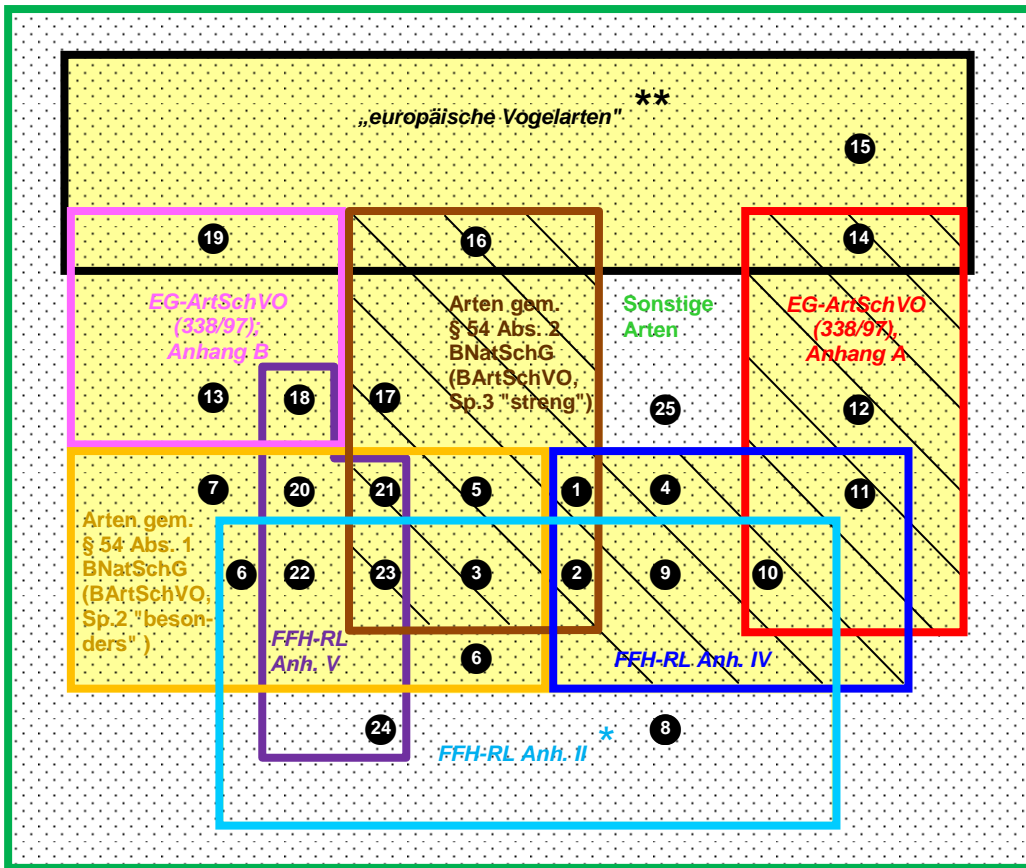 „europäische Vogelarten" **
15
19
16
14
EG-ArtSchVO
(338/97);
Anhang B
Arten gem.
§ 54 Abs. 2
BNatSchG
(BArtSchVO,
Sp.3 "streng")
Sonstige
Arten
EG-ArtSchVO
(338/97),
Anhang A
13
18
17
25
12
7
20
21
5
1
4
11
Arten gem.
§ 54 Abs. 1
BNatSchG
(BArtSchVO,
Sp.2 "beson-
ders" )
6
22
23
3
2
9
10
FFH-RL
Anh. V
6
FFH-RL Anh. IV
24
FFH-RL Anh. II *
8